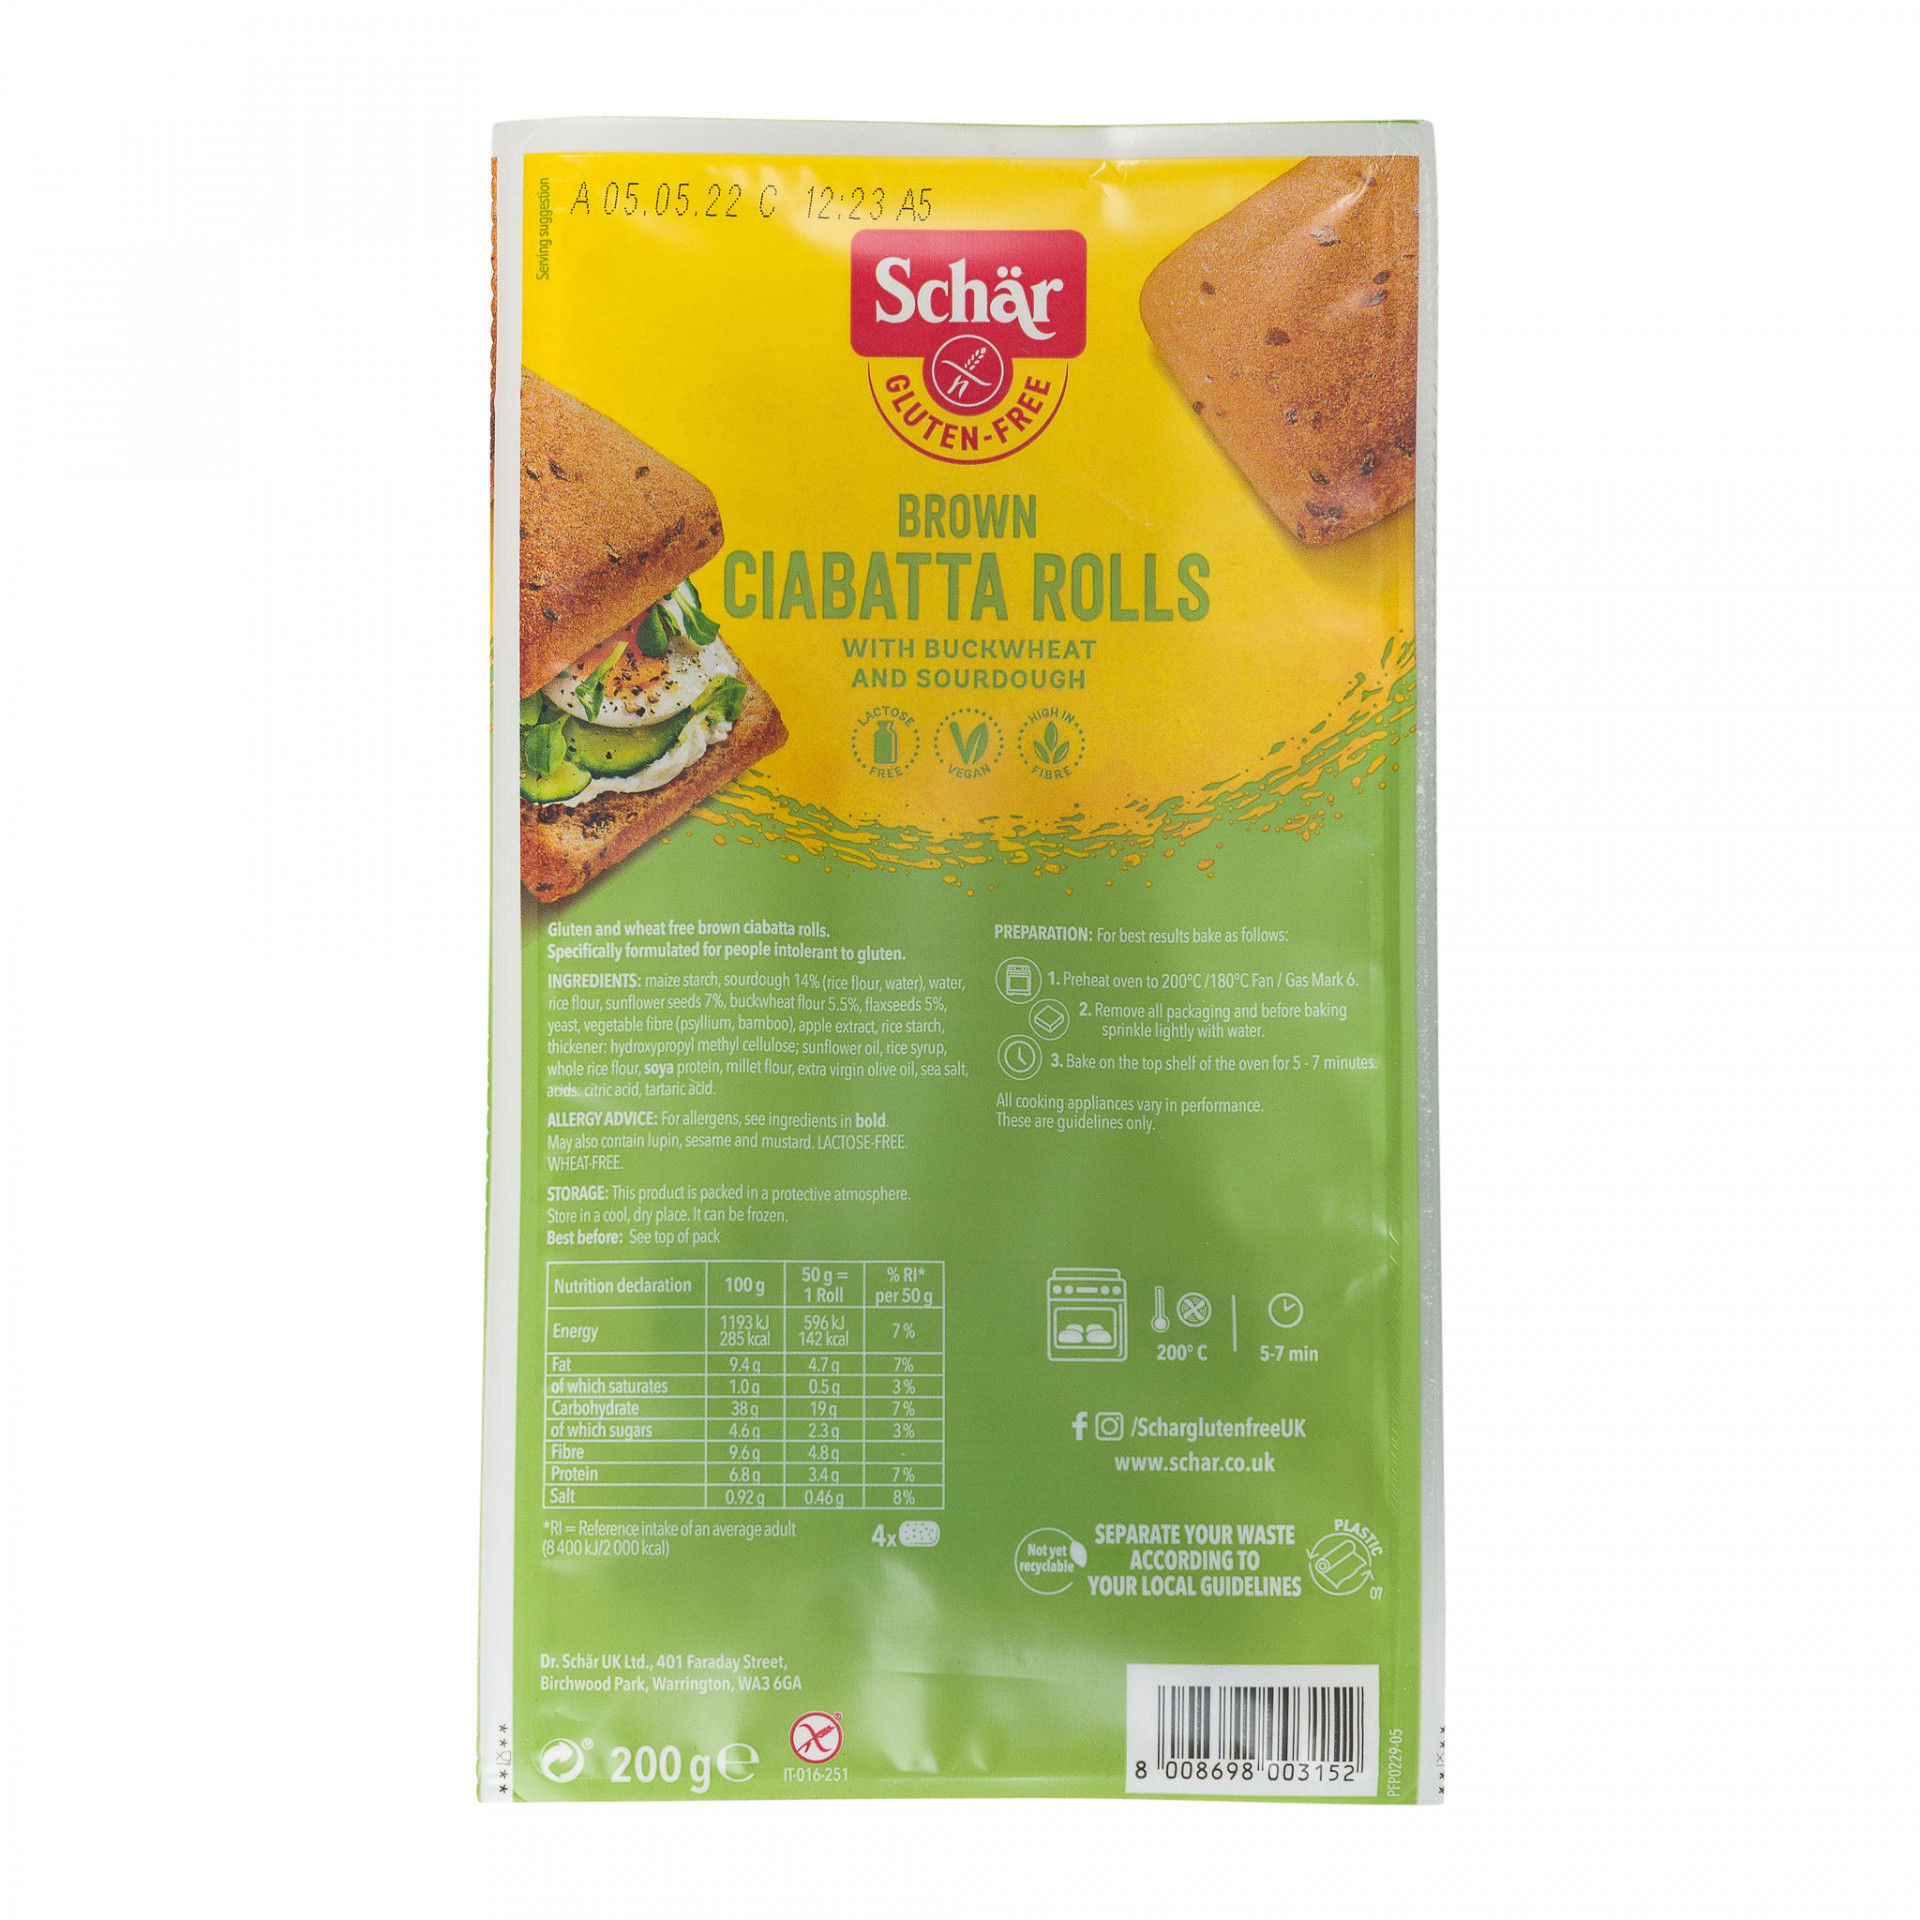 Serving suggestion
A 05.05.22 C 12:23 A5
Schär
GLUTEN-FREE
BROWN
CIABATTA ROLLS
WITH BUCKWHEAT
AND SOURDOUGH
LACTOSE FREE
VEGAN
HIGH IN FIBRE
Gluten and wheat free brown ciabatta rolls.
Specifically formulated for people intolerant to gluten.
INGREDIENTS: maize starch, sourdough 14% (rice flour, water), water,
rice flour, sunflower seeds 7%, buckwheat flour 5.5%, flaxseeds 5%,
yeast, vegetable fibre (psyllium, bamboo), apple extract, rice starch,
thickener: hydroxypropyl methyl cellulose; sunflower oil, rice syrup,
whole rice flour, soya protein, millet flour, extra virgin olive oil, sea salt,
acids: citric acid, tartaric acid.
ALLERGY ADVICE: For allergens, see ingredients in bold.
May also contain lupin, sesame and mustard. LACTOSE-FREE.
WHEAT-FREE.
STORAGE: This product is packed in a protective atmosphere.
Store in a cool, dry place. It can be frozen.
Best before: See top of pack
Nutrition declaration 100 g 50 g = 1 Roll % RI* per 50 g
Energy 1193 kJ 285 kcal 596 kJ 142 kcal 7%
Fat 9.4 g 4.7 g 7%
of which saturates 1.0 g 0.5 g 3%
Carbohydrate 38 g 19 g 7%
of which sugars 4.6 g 2.3 g 3%
Fibre 9.6 g 4.8 g -
Protein 6.8 g 3.4 g 7%
Salt 0.92 g 0.46 g 8%
*RI = Reference intake of an average adult
(8 400 kJ/2 000 kcal)
4x
PREPARATION: For best results bake as follows:
1. Preheat oven to 200°C /180°C Fan / Gas Mark 6.
2. Remove all packaging and before baking
sprinkle lightly with water.
3. Bake on the top shelf of the oven for 5 - 7 minutes.
All cooking appliances vary in performance.
These are guidelines only.
200° C
5-7 min
/ScharglutenfreeUK
www.schar.co.uk
Not yet
recyclable
SEPARATE YOUR WASTE
ACCORDING TO
YOUR LOCAL GUIDELINES
PLASTIC
07
Dr. Schär UK Ltd., 401 Faraday Street,
Birchwood Park, Warrington, WA3 6GA
200 g e
IT-016-251
8 008698 003152
PFP0229-05